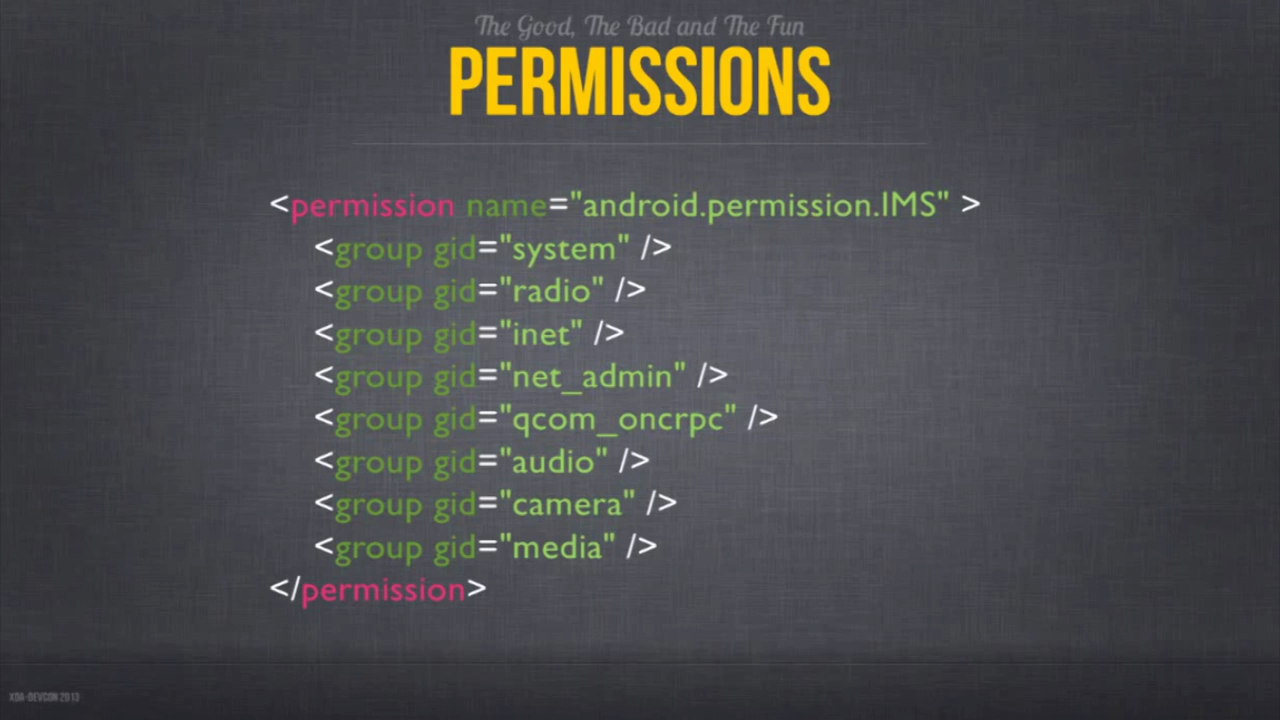 The Good, The Bad and The Fun
PERMISSIONS
<permission name="android.permission.IMS" >
<group gid="system" />
<group gid="radio" />
<group gid="inet" />
<group gid="net_admin" />
<group gid="qcom_oncrpc" />
<group gid="audio" />
<group gid="camera" />
<group gid="media" />
</permission>
XDA-DEVCON 2013